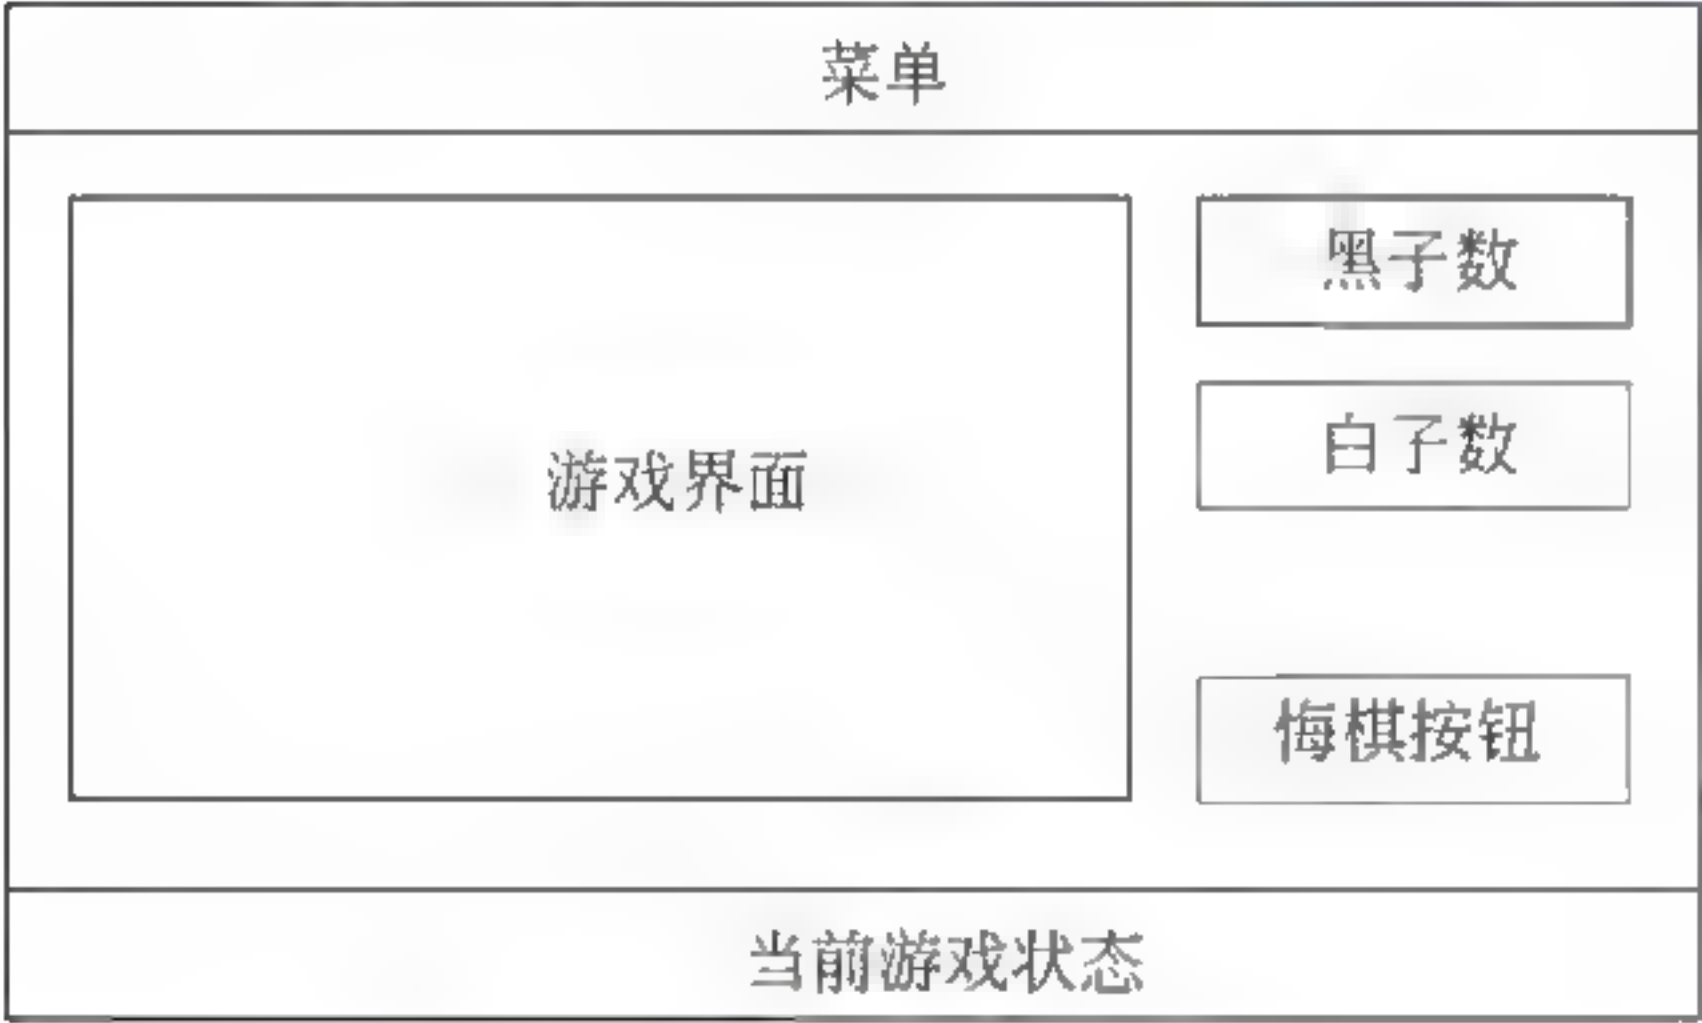 菜单
黑子数
白子数
游戏界面
悔棋按钮
当前游戏状态